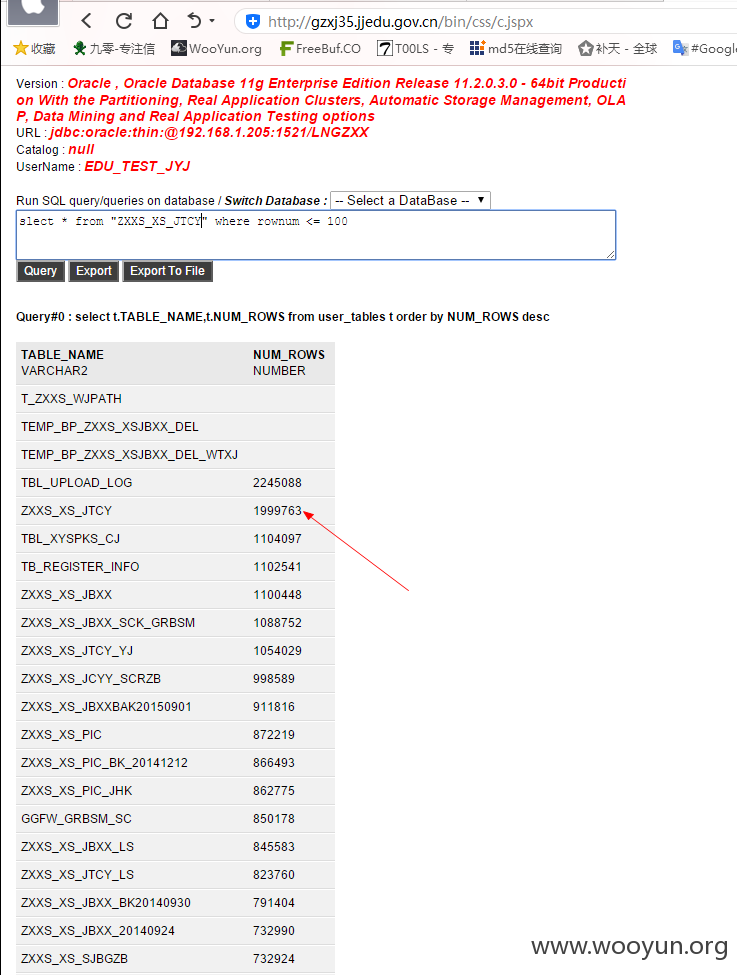 http://gzxj35.jjedu.gov.cn/bin/css/c.jspx
收藏 九零-专注信 WooYun.org FreeBuf.CO T00LS - 专 md5在线查询 补天 - 全球 #Googl
Version : Oracle , Oracle Database 11g Enterprise Edition Release 11.2.0.3.0 - 64bit Producti
on With the Partitioning, Real Application Clusters, Automatic Storage Management, OLA
P, Data Mining and Real Application Testing options
URL : jdbc:oracle:thin:@192.168.1.205:1521/LNGZXX
Catalog : null
UserName : EDU_TEST_JYJ
Run SQL query/queries on database / Switch Database : -- Select a DataBase --
slect * from "ZXXS_XS_JTCY" where rownum <= 100
Query Export Export To File
Query#0 : select t.TABLE_NAME,t.NUM_ROWS from user_tables t order by NUM_ROWS desc
TABLE_NAME NUM_ROWS
VARCHAR2 NUMBER
T_ZXXS_WJPATH
TEMP_BP_ZXXS_XSJBXX_DEL
TEMP_BP_ZXXS_XSJBXX_DEL_WTXJ
TBL_UPLOAD_LOG 2245088
ZXXS_XS_JTCY 1999763
TBL_XYSPKS_CJ 1104097
TB_REGISTER_INFO 1102541
ZXXS_XS_JBXX 1100448
ZXXS_XS_JBXX_SCK_GRBSM 1088752
ZXXS_XS_JTCY_YJ 1054029
ZXXS_XS_JCYY_SCRZB 998589
ZXXS_XS_JBXXBAK20150901 911816
ZXXS_XS_PIC 872219
ZXXS_XS_PIC_BK_20141212 866493
ZXXS_XS_PIC_JHK 862775
GGFW_GRBSM_SC 850178
ZXXS_XS_JBXX_LS 845583
ZXXS_XS_JTCY_LS 823760
ZXXS_XS_JBXX_BK20140930 791404
ZXXS_XS_JBXX_20140924 732990
ZXXS_XS_SJBGZB 732924
www.wooyun.org